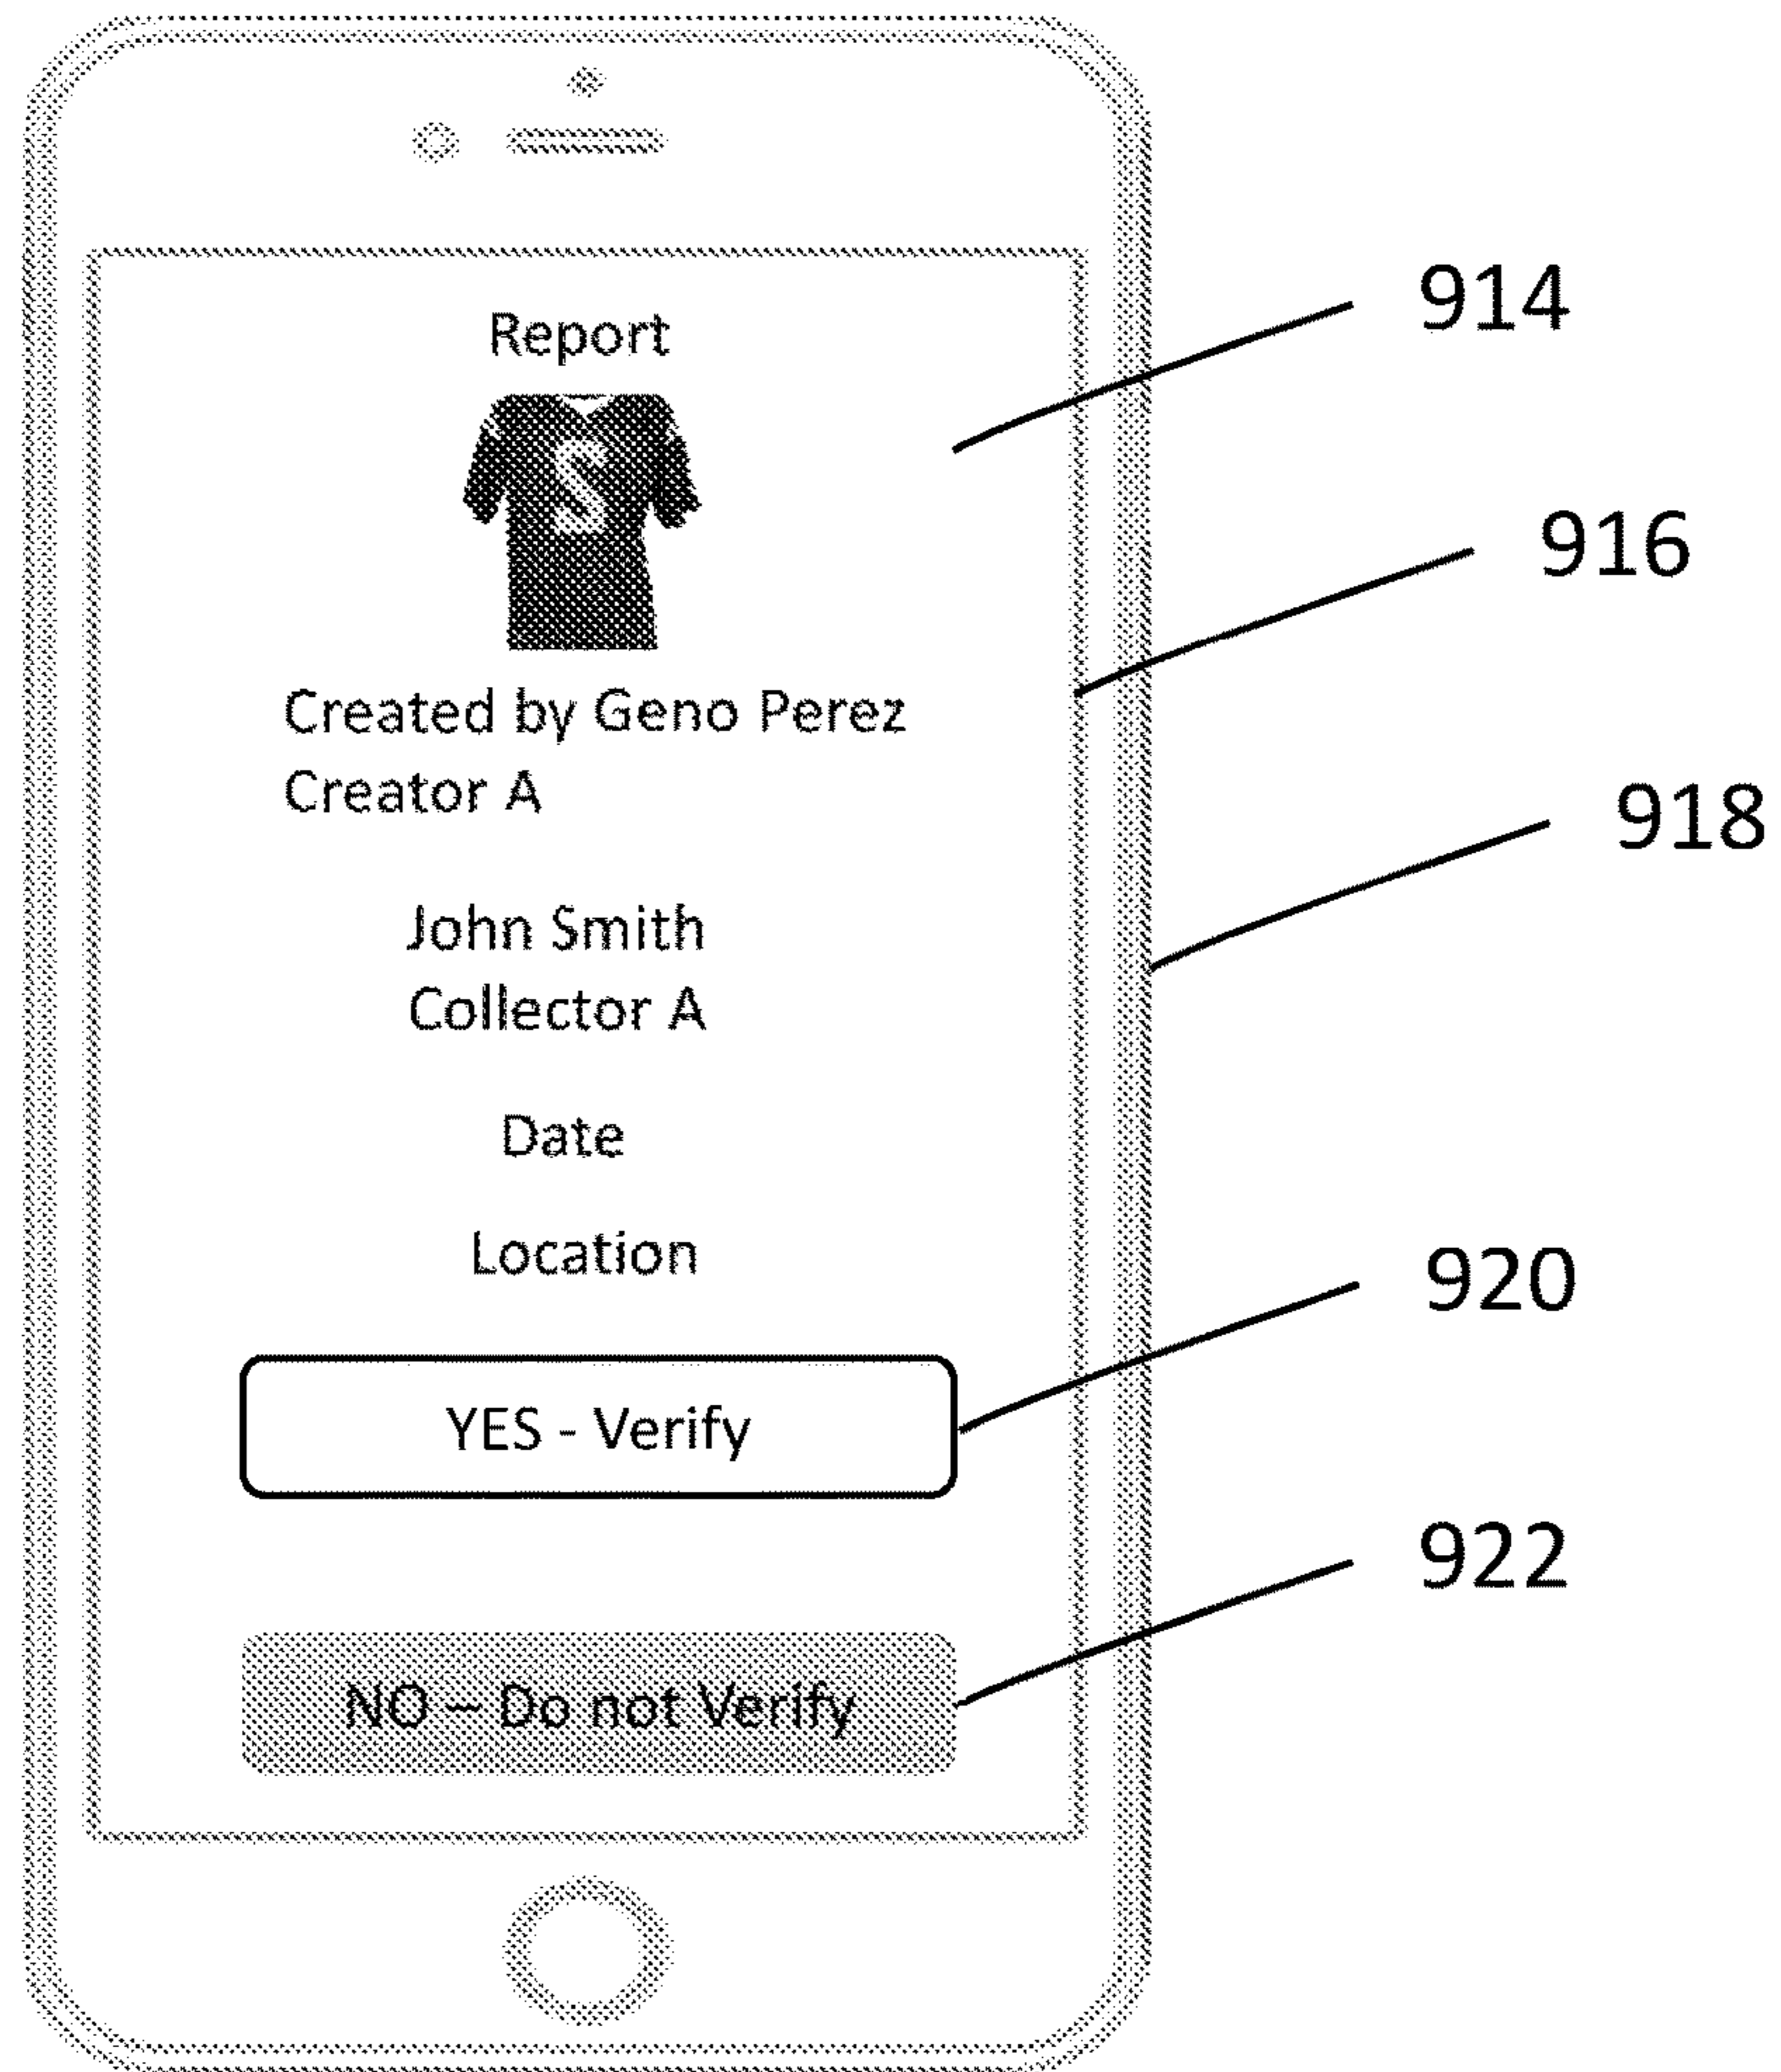 Report
914
S
916
Created by Geno Perez
Creator A
918
John Smith
Collector A
Date
Location
920
YES - Verify
922
NO – Do not Verify